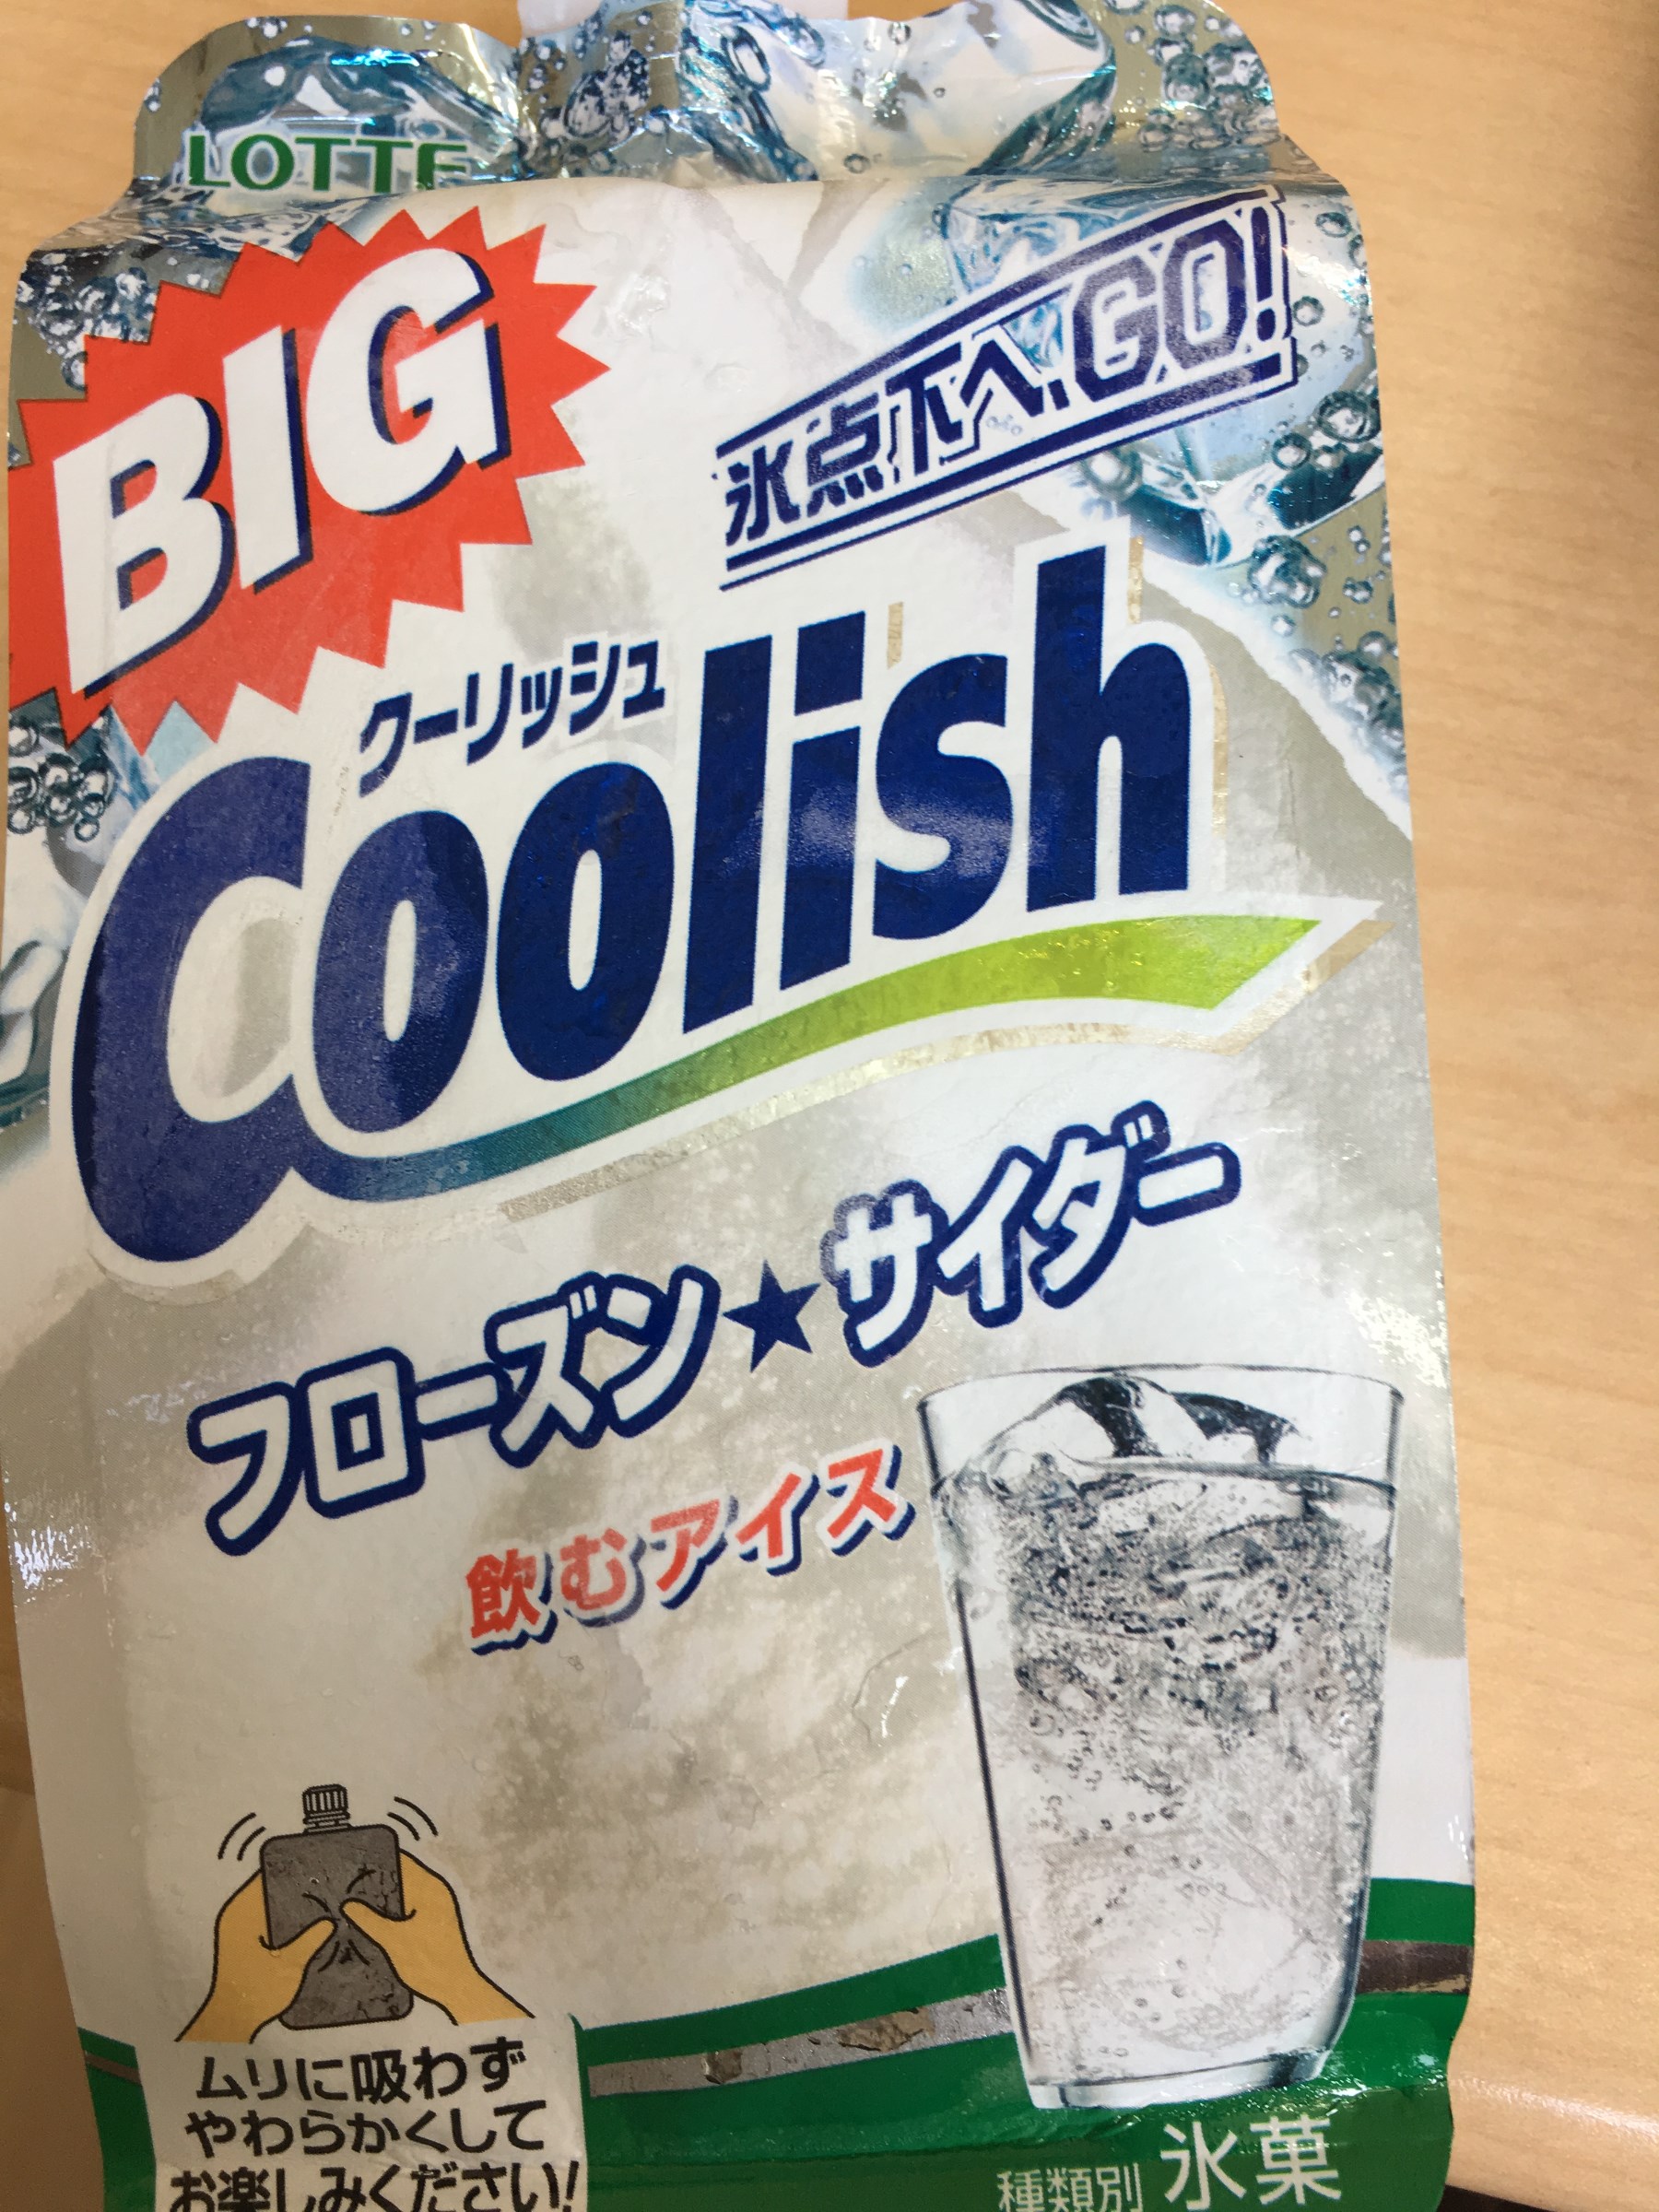 LOTTE
BIG
氷点下へ、GO!
クーリッシュ
Coolish
フローズン★サイダー
飲むアイス
ムリに吸わず
やわらかくして
お楽しみください!
種類別 氷菓